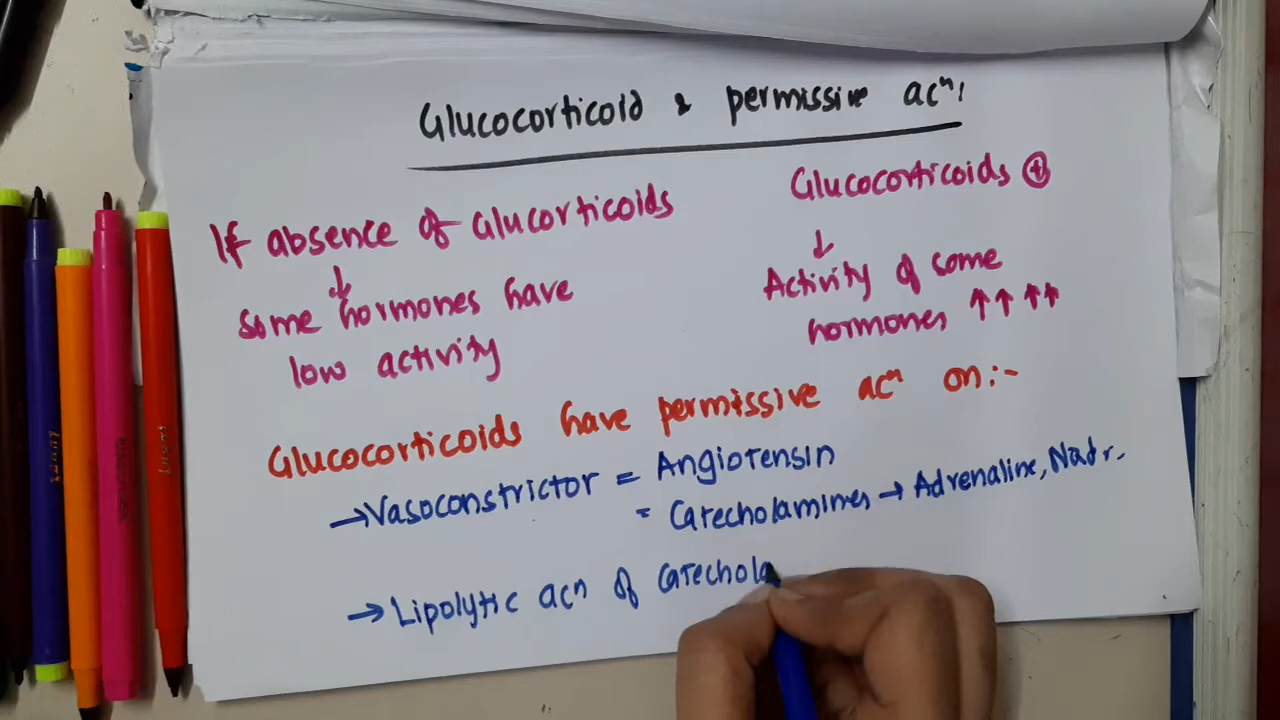 Glucocorticoid & permissive acⁿ:
If absence of Glucorticoids
↓
some hormones have
low activity
Glucocorticoids ⊕
↓
Activity of some
hormones ↑↑ ↑↑
Glucocorticoids have permissive acⁿ on:-
→ Vasoconstrictor = Angiotensin
= Catecholamines → Adrenaline, Nadr.
→ Lipolytic acⁿ of catechola